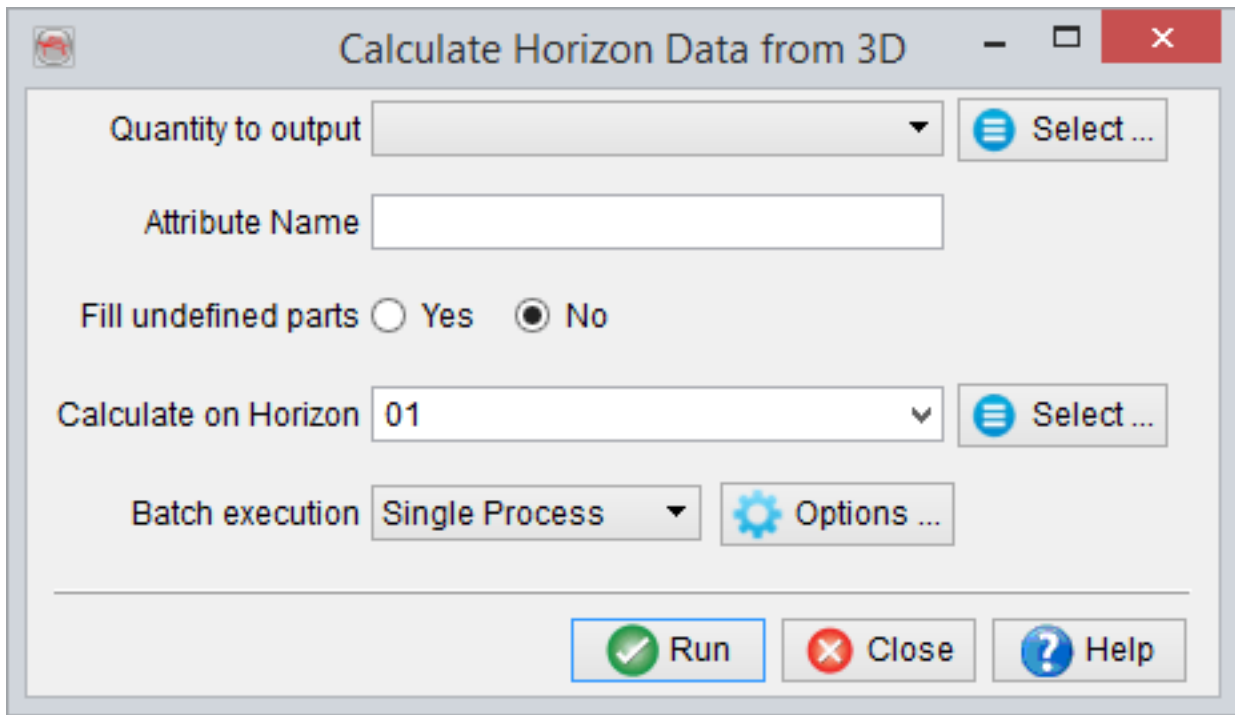 Calculate Horizon Data from 3D
Quantity to output Select ...
Attribute Name
Fill undefined parts Yes No
Calculate on Horizon 01 Select ...
Batch execution Single Process Options ...
Run Close Help